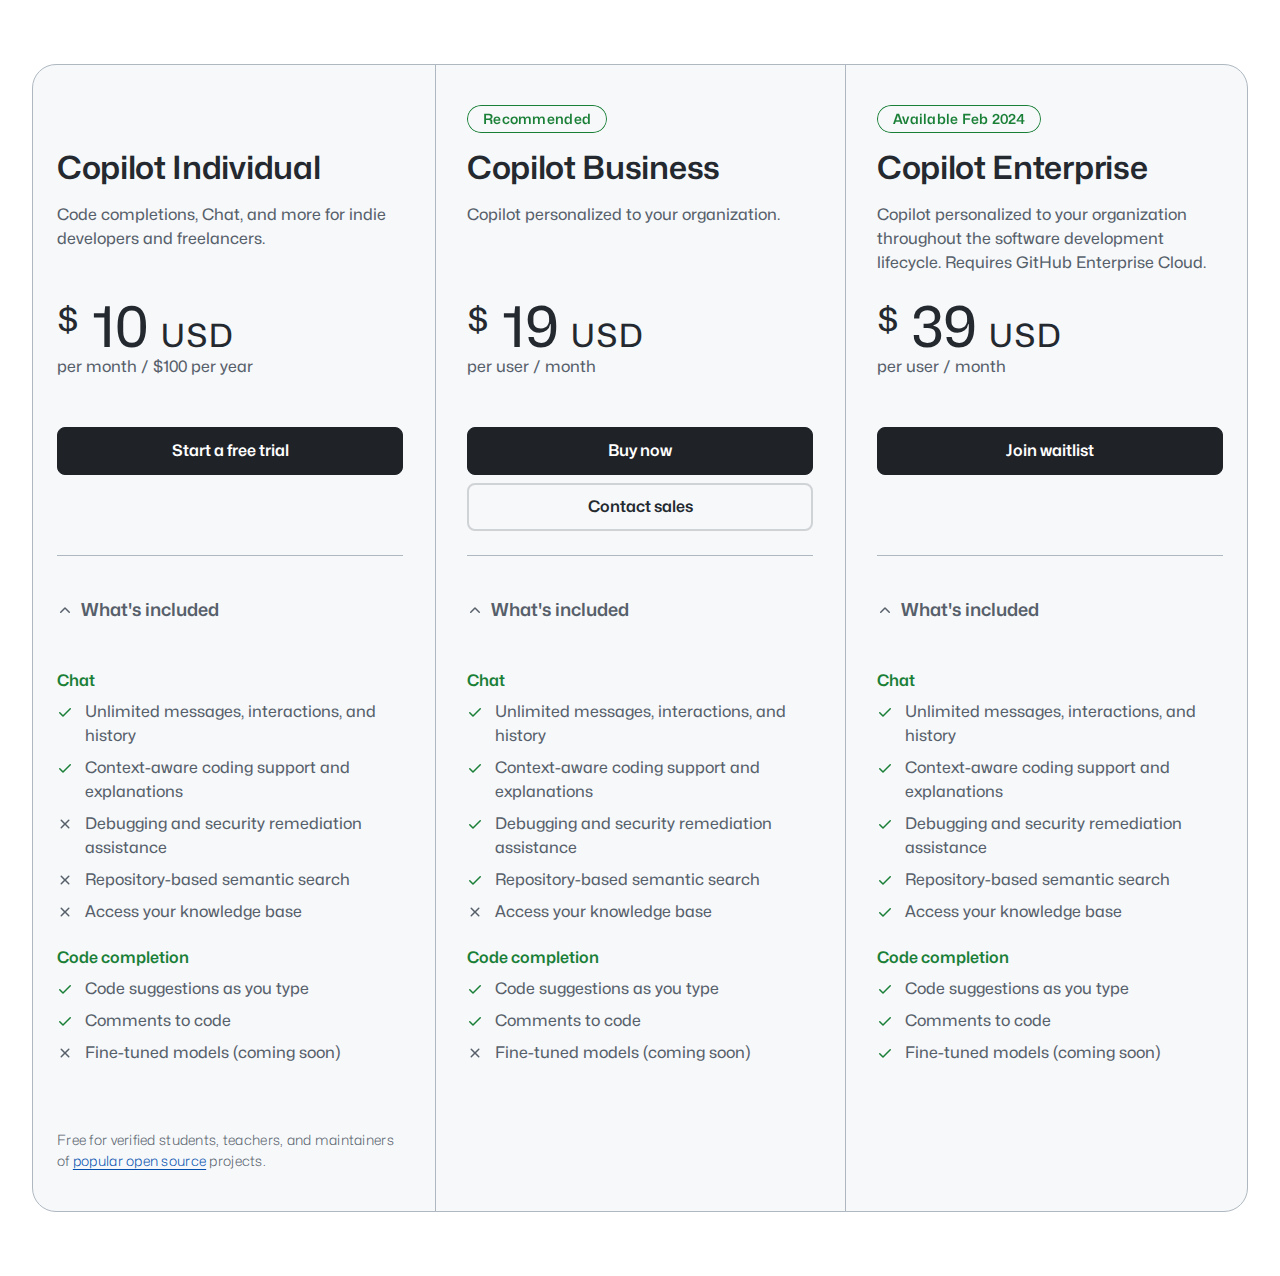 Copilot Individual
Code completions, Chat, and more for indie
developers and freelancers.
$ 10 USD
per month / $100 per year
Start a free trial
What's included
Chat
Unlimited messages, interactions, and
history
Context-aware coding support and
explanations
Debugging and security remediation
assistance
Repository-based semantic search
Access your knowledge base
Code completion
Code suggestions as you type
Comments to code
Fine-tuned models (coming soon)
Free for verified students, teachers, and maintainers
of popular open source projects.
Recommended
Copilot Business
Copilot personalized to your organization.
$ 19 USD
per user / month
Buy now
Contact sales
What's included
Chat
Unlimited messages, interactions, and
history
Context-aware coding support and
explanations
Debugging and security remediation
assistance
Repository-based semantic search
Access your knowledge base
Code completion
Code suggestions as you type
Comments to code
Fine-tuned models (coming soon)
Available Feb 2024
Copilot Enterprise
Copilot personalized to your organization
throughout the software development
lifecycle. Requires GitHub Enterprise Cloud.
$ 39 USD
per user / month
Join waitlist
What's included
Chat
Unlimited messages, interactions, and
history
Context-aware coding support and
explanations
Debugging and security remediation
assistance
Repository-based semantic search
Access your knowledge base
Code completion
Code suggestions as you type
Comments to code
Fine-tuned models (coming soon)